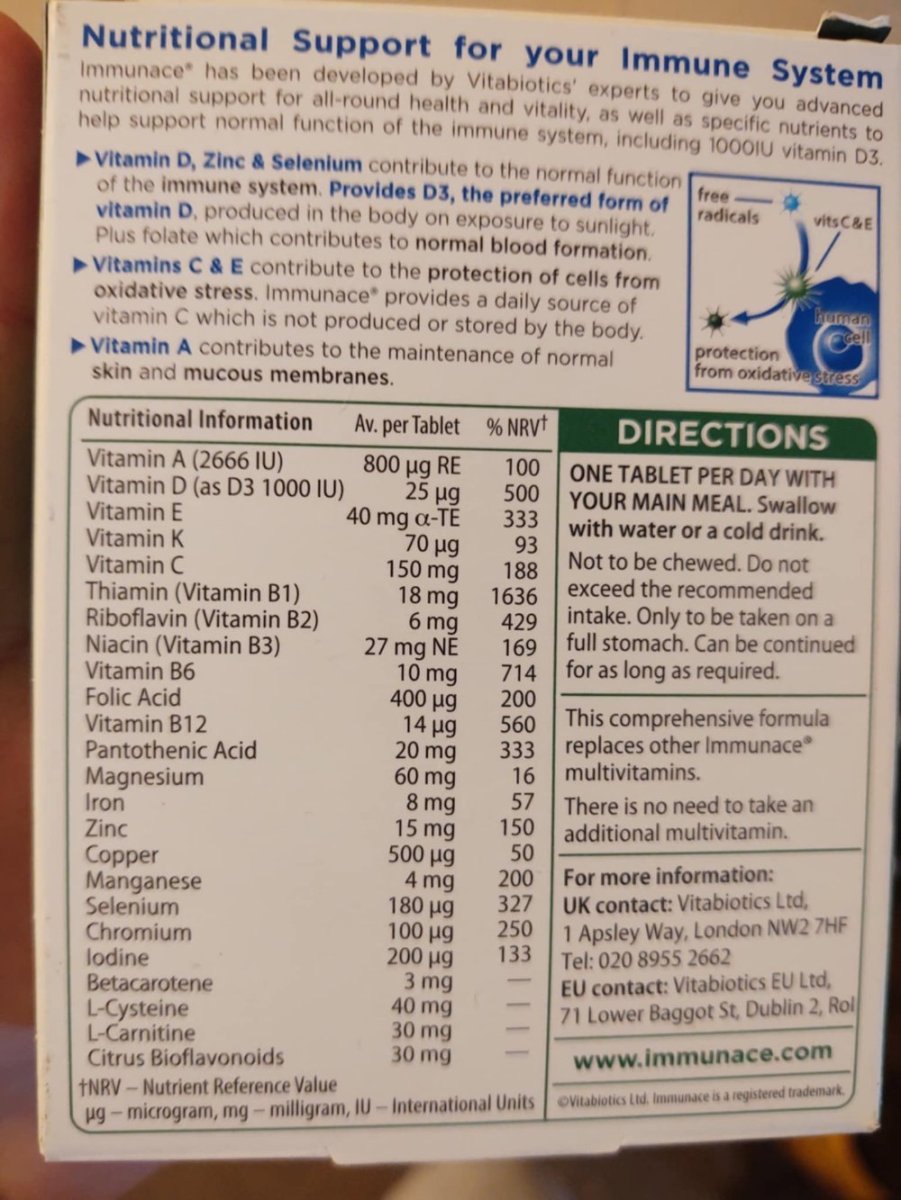 Nutritional Support for your Immune System
Immunace® has been developed by Vitabiotics' experts to give you advanced
nutritional support for all-round health and vitality, as well as specific nutrients to
help support normal function of the immune system, including 1000IU vitamin D3.
▶Vitamin D, Zinc & Selenium contribute to the normal function
of the immune system. Provides D3, the preferred form of
vitamin D, produced in the body on exposure to sunlight.
Plus folate which contributes to normal blood formation.
▶Vitamins C & E contribute to the protection of cells from
oxidative stress. Immunace® provides a daily source of
vitamin C which is not produced or stored by the body.
▶Vitamin A contributes to the maintenance of normal
skin and mucous membranes.
free
radicals
vits C & E
human
cell
protection
from oxidative stress
Nutritional Information Av. per Tablet % NRV†
Vitamin A (2666 IU) 800 µg RE 100
Vitamin D (as D3 1000 IU) 25 µg 500
Vitamin E 40 mg α-TE 333
Vitamin K 70 µg 93
Vitamin C 150 mg 188
Thiamin (Vitamin B1) 18 mg 1636
Riboflavin (Vitamin B2) 6 mg 429
Niacin (Vitamin B3) 27 mg NE 169
Vitamin B6 10 mg 714
Folic Acid 400 µg 200
Vitamin B12 14 µg 560
Pantothenic Acid 20 mg 333
Magnesium 60 mg 16
Iron 8 mg 57
Zinc 15 mg 150
Copper 500 µg 50
Manganese 4 mg 200
Selenium 180 µg 327
Chromium 100 µg 250
Iodine 200 µg 133
Betacarotene 3 mg —
L-Cysteine 40 mg —
L-Carnitine 30 mg —
Citrus Bioflavonoids 30 mg —
†NRV – Nutrient Reference Value
µg – microgram, mg – milligram, IU – International Units
DIRECTIONS
ONE TABLET PER DAY WITH
YOUR MAIN MEAL. Swallow
with water or a cold drink.
Not to be chewed. Do not
exceed the recommended
intake. Only to be taken on a
full stomach. Can be continued
for as long as required.
This comprehensive formula
replaces other Immunace®
multivitamins.
There is no need to take an
additional multivitamin.
For more information:
UK contact: Vitabiotics Ltd,
1 Apsley Way, London NW2 7HF
Tel: 020 8955 2662
EU contact: Vitabiotics EU Ltd,
71 Lower Baggot St, Dublin 2, RoI
www.immunace.com
©Vitabiotics Ltd. Immunace is a registered trademark.